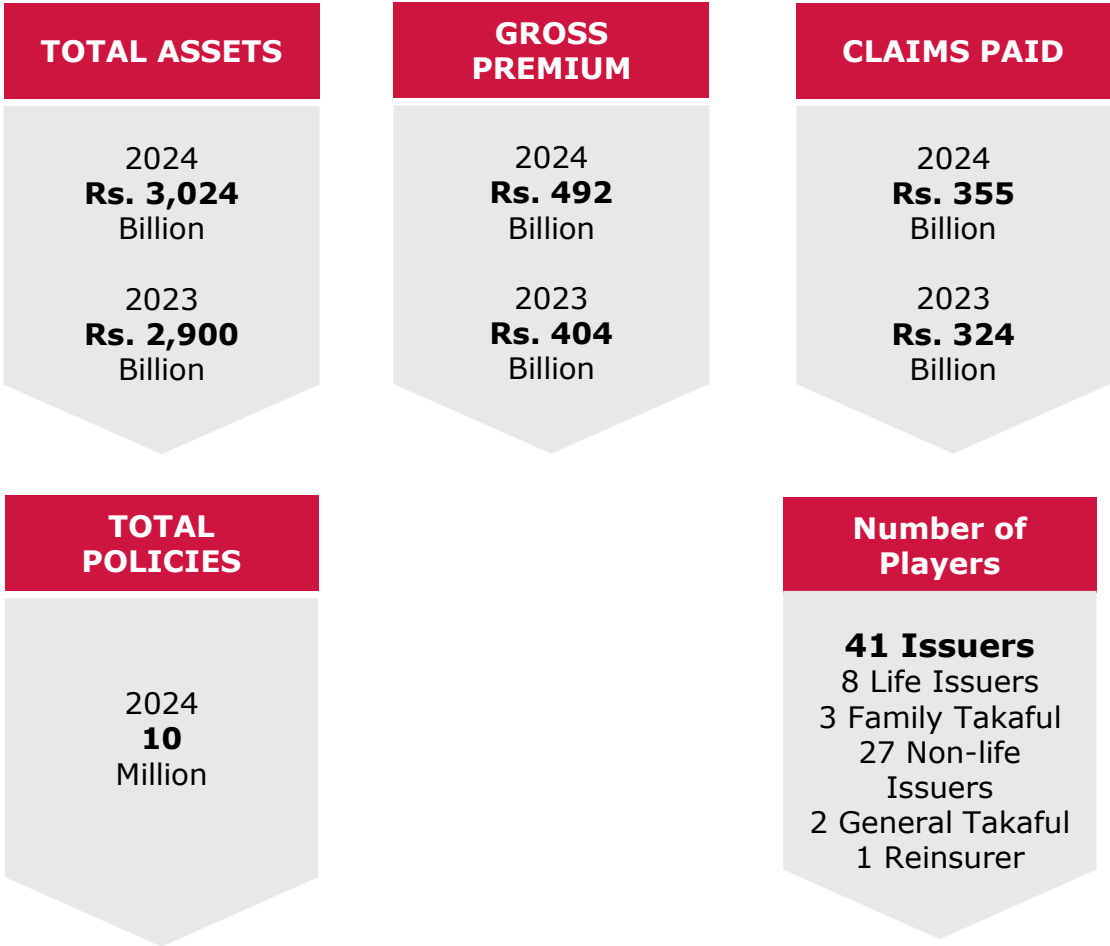 TOTAL ASSETS
2024
Rs. 3,024
Billion
2023
Rs. 2,900
Billion
GROSS
PREMIUM
2024
Rs. 492
Billion
2023
Rs. 404
Billion
CLAIMS PAID
2024
Rs. 355
Billion
2023
Rs. 324
Billion
TOTAL
POLICIES
2024
10
Million
Number of
Players
41 Issuers
8 Life Issuers
3 Family Takaful
27 Non-life
Issuers
2 General Takaful
1 Reinsurer